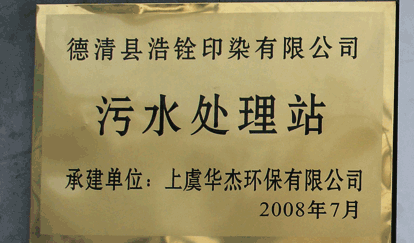 德清县浩铨印染有限公司
污水处理站
承建单位：上虞华杰环保有限公司
2008年7月